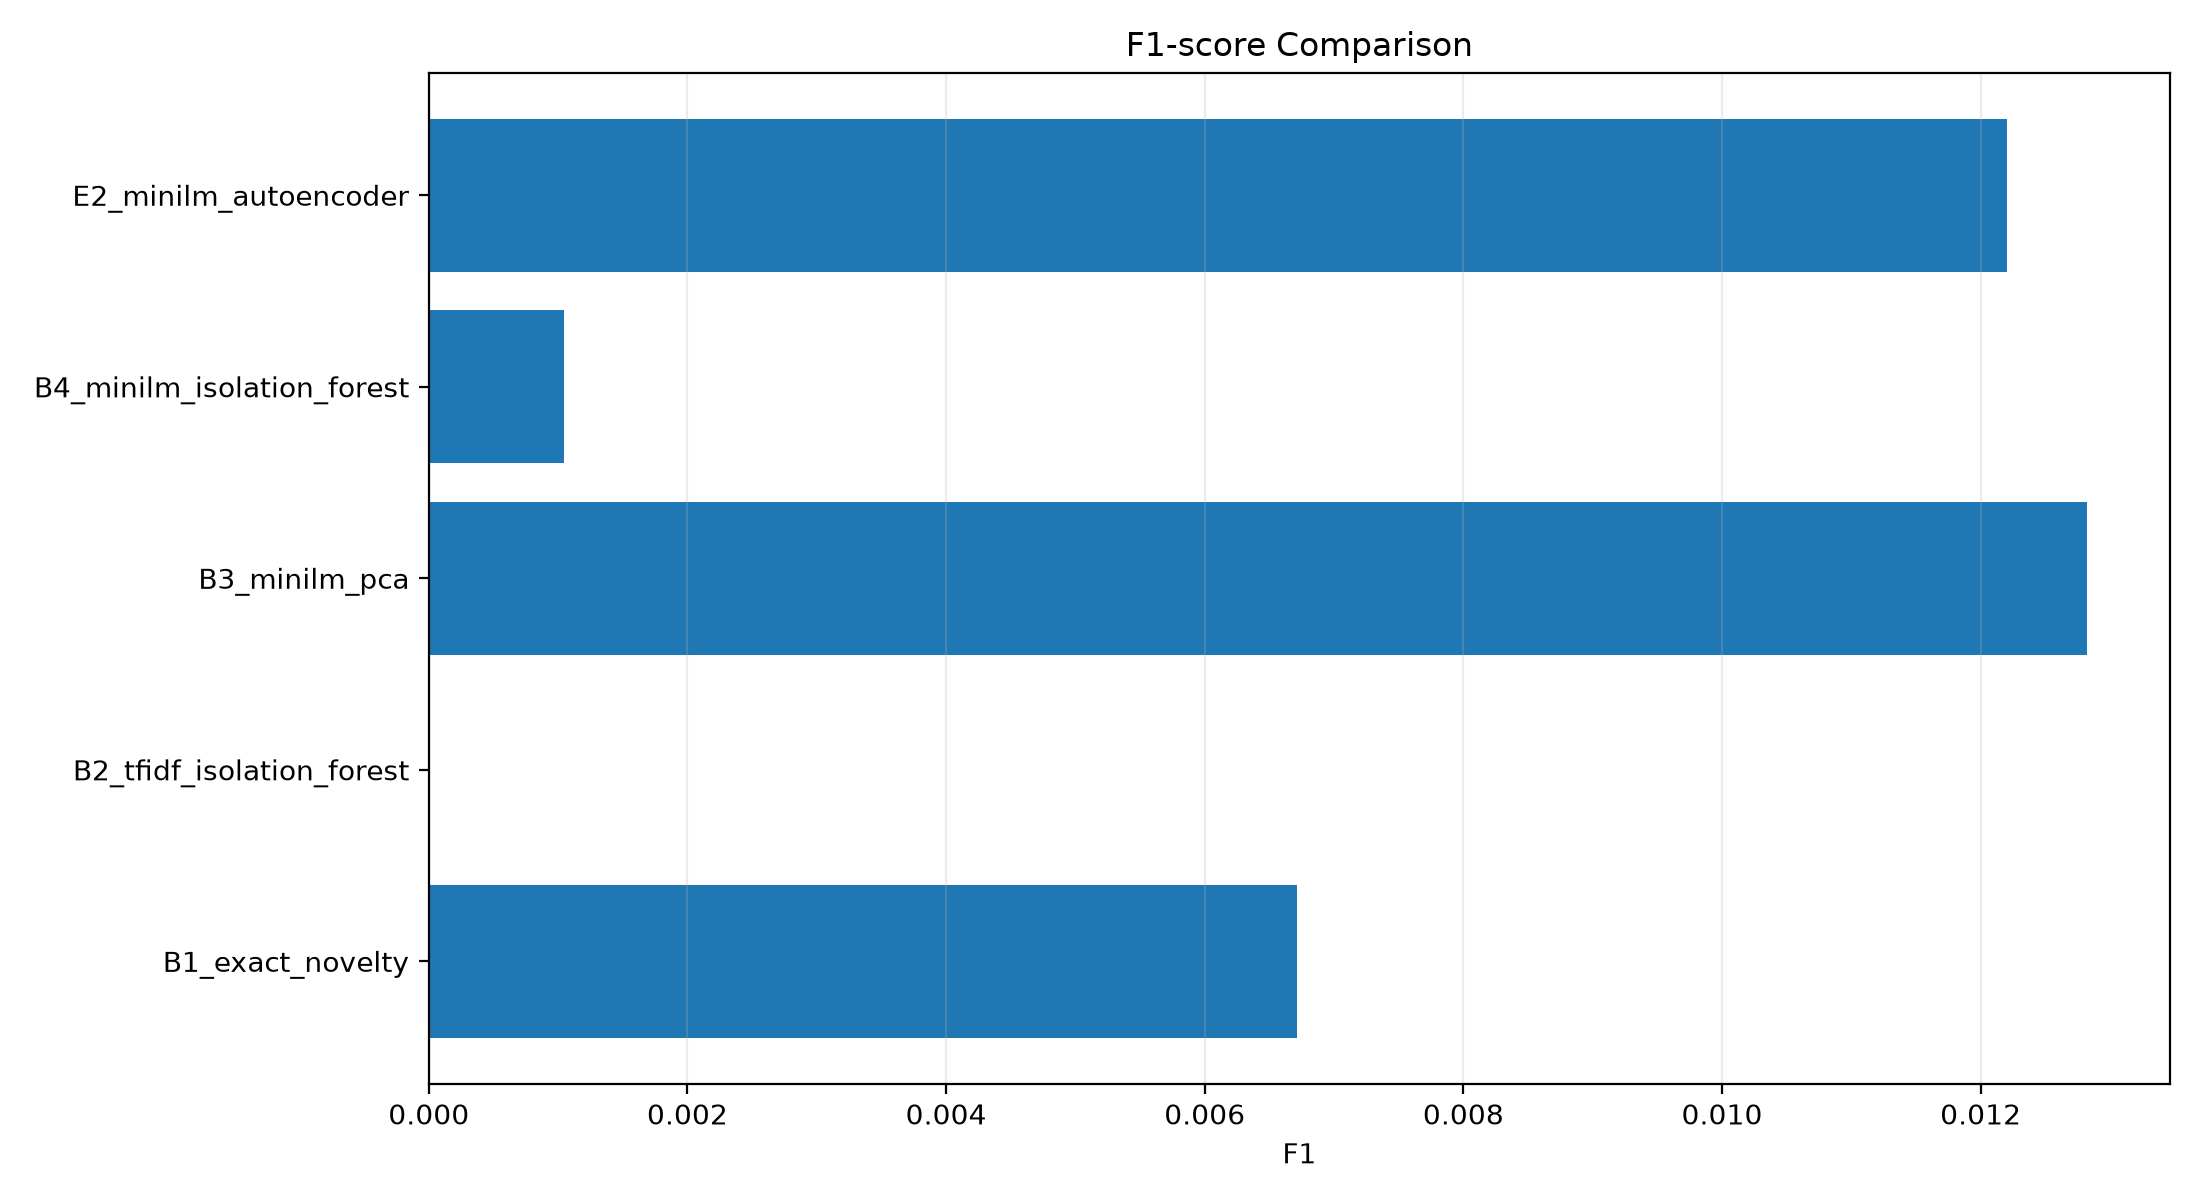 F1-score Comparison
E2_minilm_autoencoder
B4_minilm_isolation_forest
B3_minilm_pca
B2_tfidf_isolation_forest
B1_exact_novelty
0.000 0.002 0.004 0.006 0.008 0.010 0.012
F1